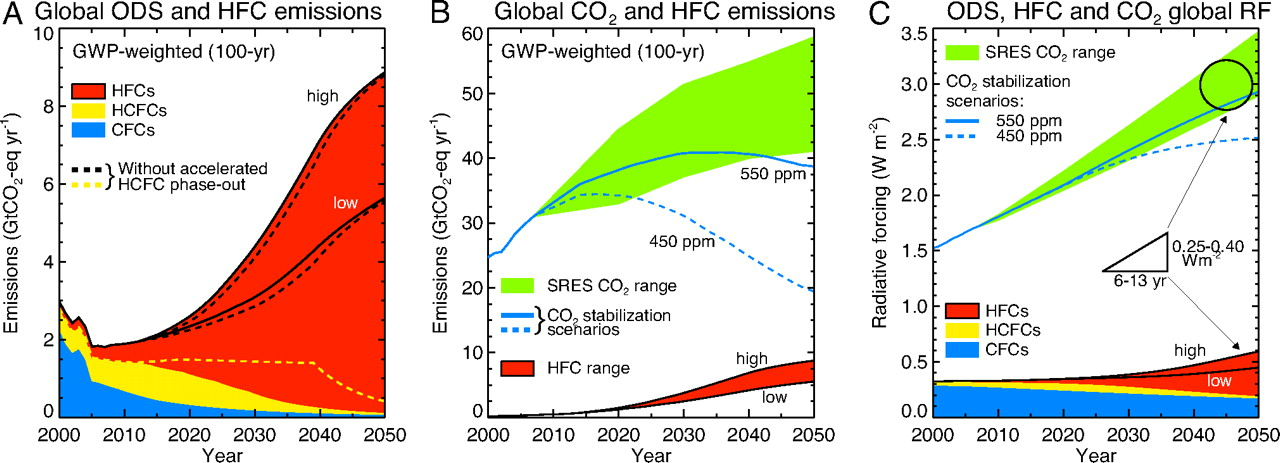 A Global ODS and HFC emissions
GWP-weighted (100-yr)
HFCs
HCFCs
CFCs
Without accelerated
HCFC phase-out
high
low
Emissions (GtCO2-eq yr-1)
10
8
6
4
2
0
2000 2010 2020 2030 2040 2050
Year
B Global CO2 and HFC emissions
GWP-weighted (100-yr)
550 ppm
450 ppm
SRES CO2 range
CO2 stabilization
scenarios
HFC range
high
low
Emissions (GtCO2-eq yr-1)
60
50
40
30
20
10
0
2000 2010 2020 2030 2040 2050
Year
C ODS, HFC and CO2 global RF
SRES CO2 range
CO2 stabilization
scenarios:
550 ppm
450 ppm
0.25-0.40
Wm-2
6-13 yr
HFCs
HCFCs
CFCs
high
low
Radiative forcing (W m-2)
3.5
3.0
2.5
2.0
1.5
1.0
0.5
0.0
2000 2010 2020 2030 2040 2050
Year